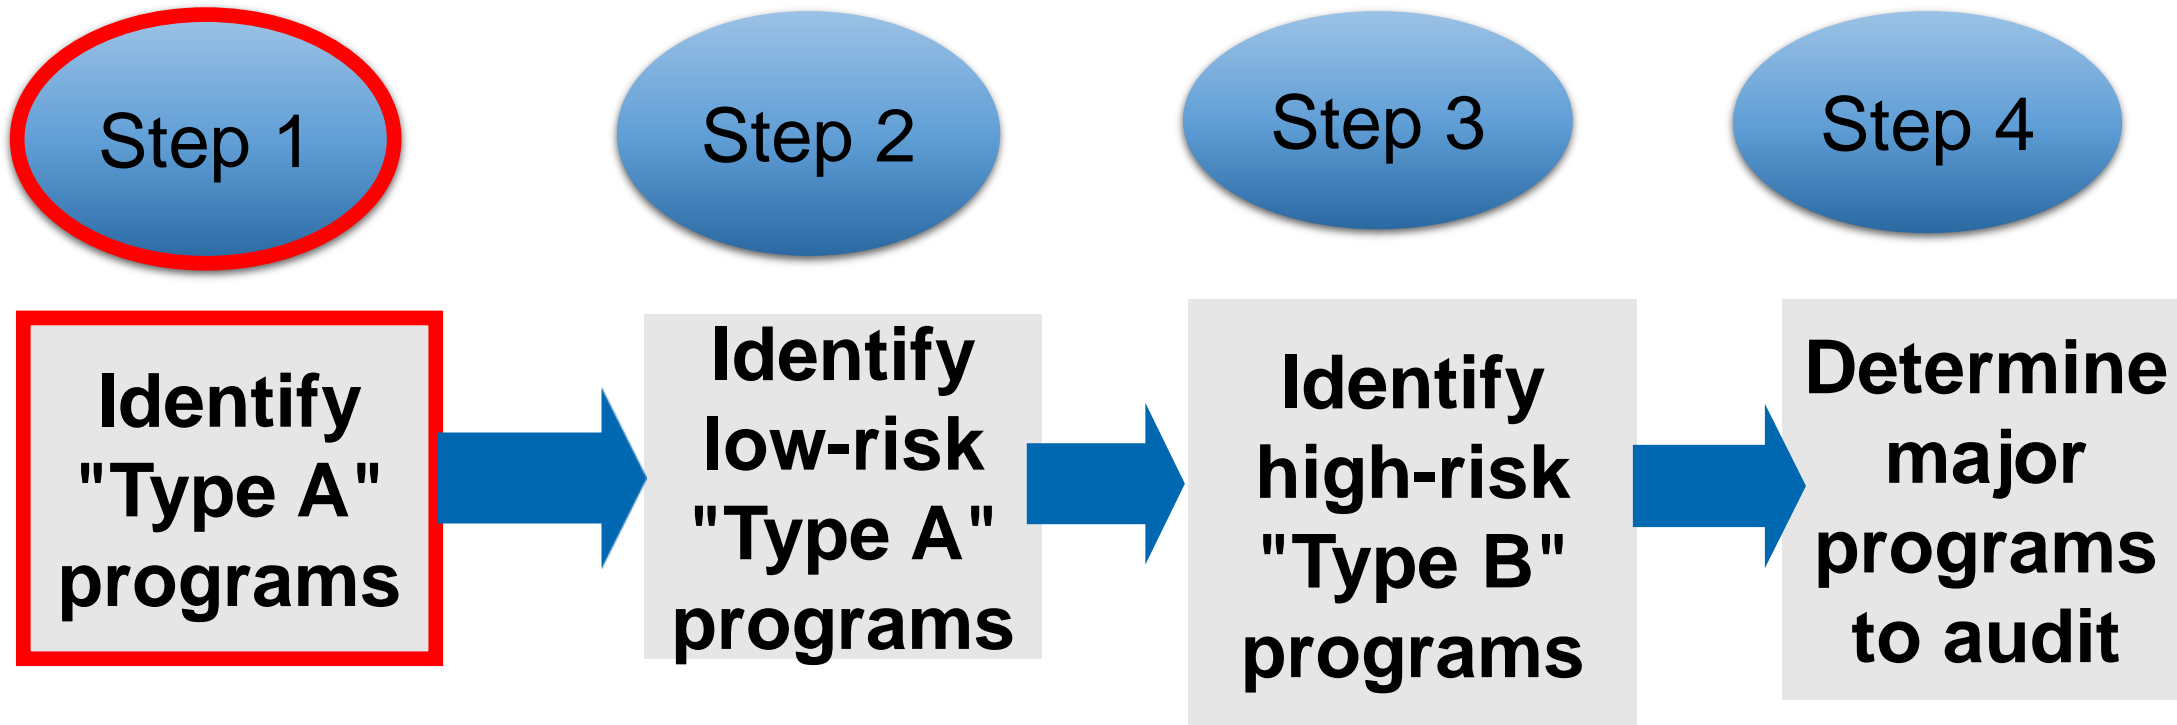 Step 1
Step 2
Step 3
Step 4
Identify
"Type A"
programs
Identify
low-risk
"Type A"
programs
Identify
high-risk
"Type B"
programs
Determine
major
programs
to audit